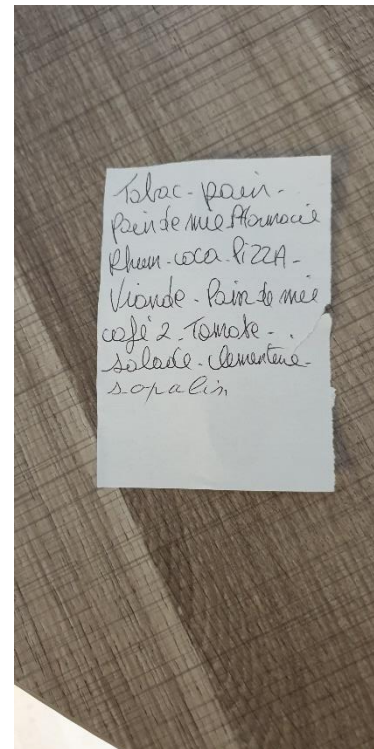 Tabac - pain -
Pain de mie Pharmacie
Rhum - coca - PIZZA -
Viande - Pain de mie
café 2 - Tomate -
salade - clementine -
sopalin